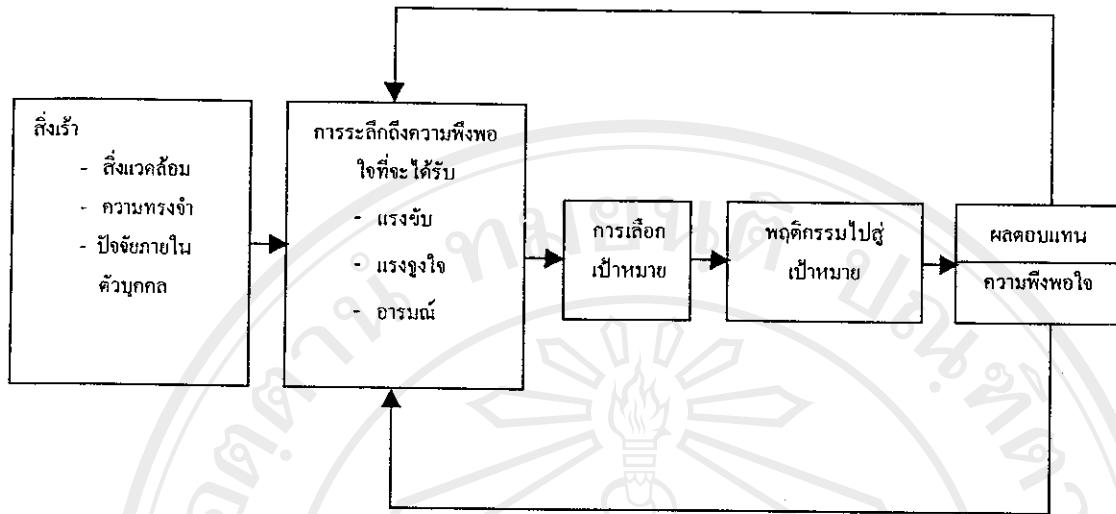 สิ่งเร้า
- สิ่งแวดล้อม
- ความทรงจำ
- ปัจจัยภายใน
ตัวบุคคล
การระลึกถึงความพึงพอ
ใจที่จะได้รับ
- แรงขับ
- แรงจูงใจ
- อารมณ์
การเลือก
เป้าหมาย
พฤติกรรมไปสู่
เป้าหมาย
ผลตอบแทน
ความพึงพอใจ